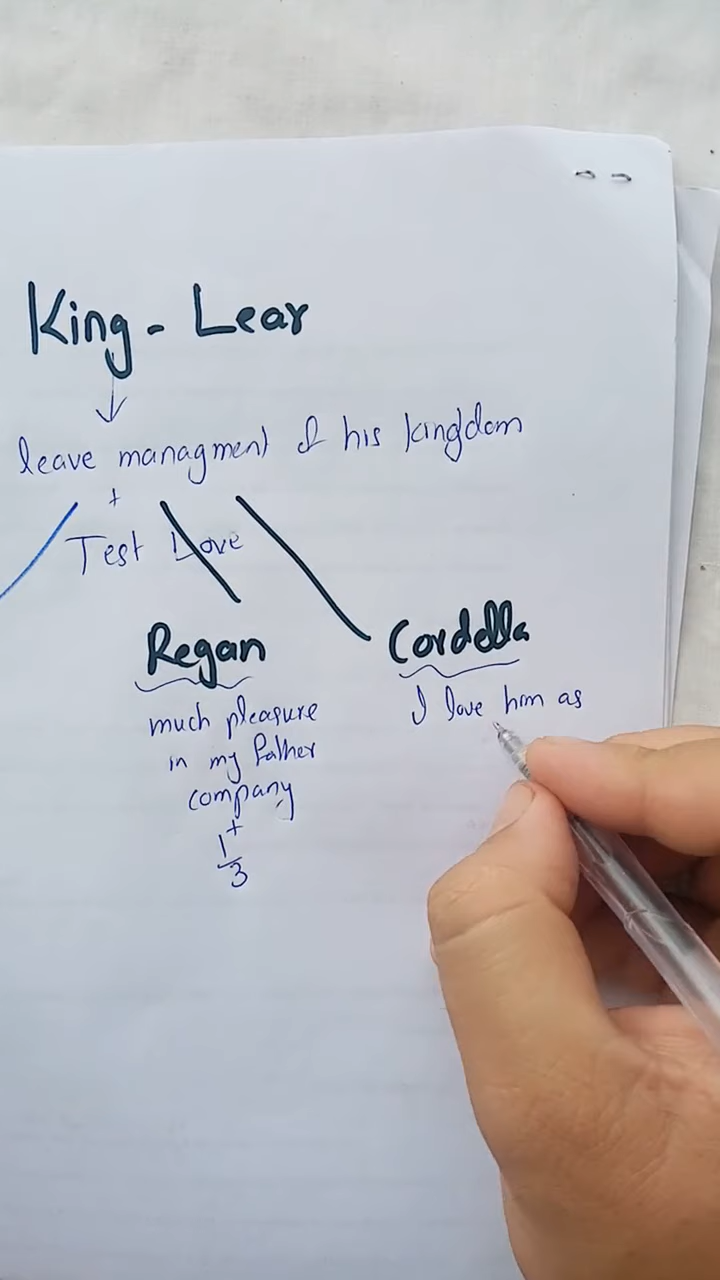 King - Lear
leave managment of his kingdom
+
Test Love
Regan
much pleasure
in my father
company
+
1/3
Cordella
I love him as